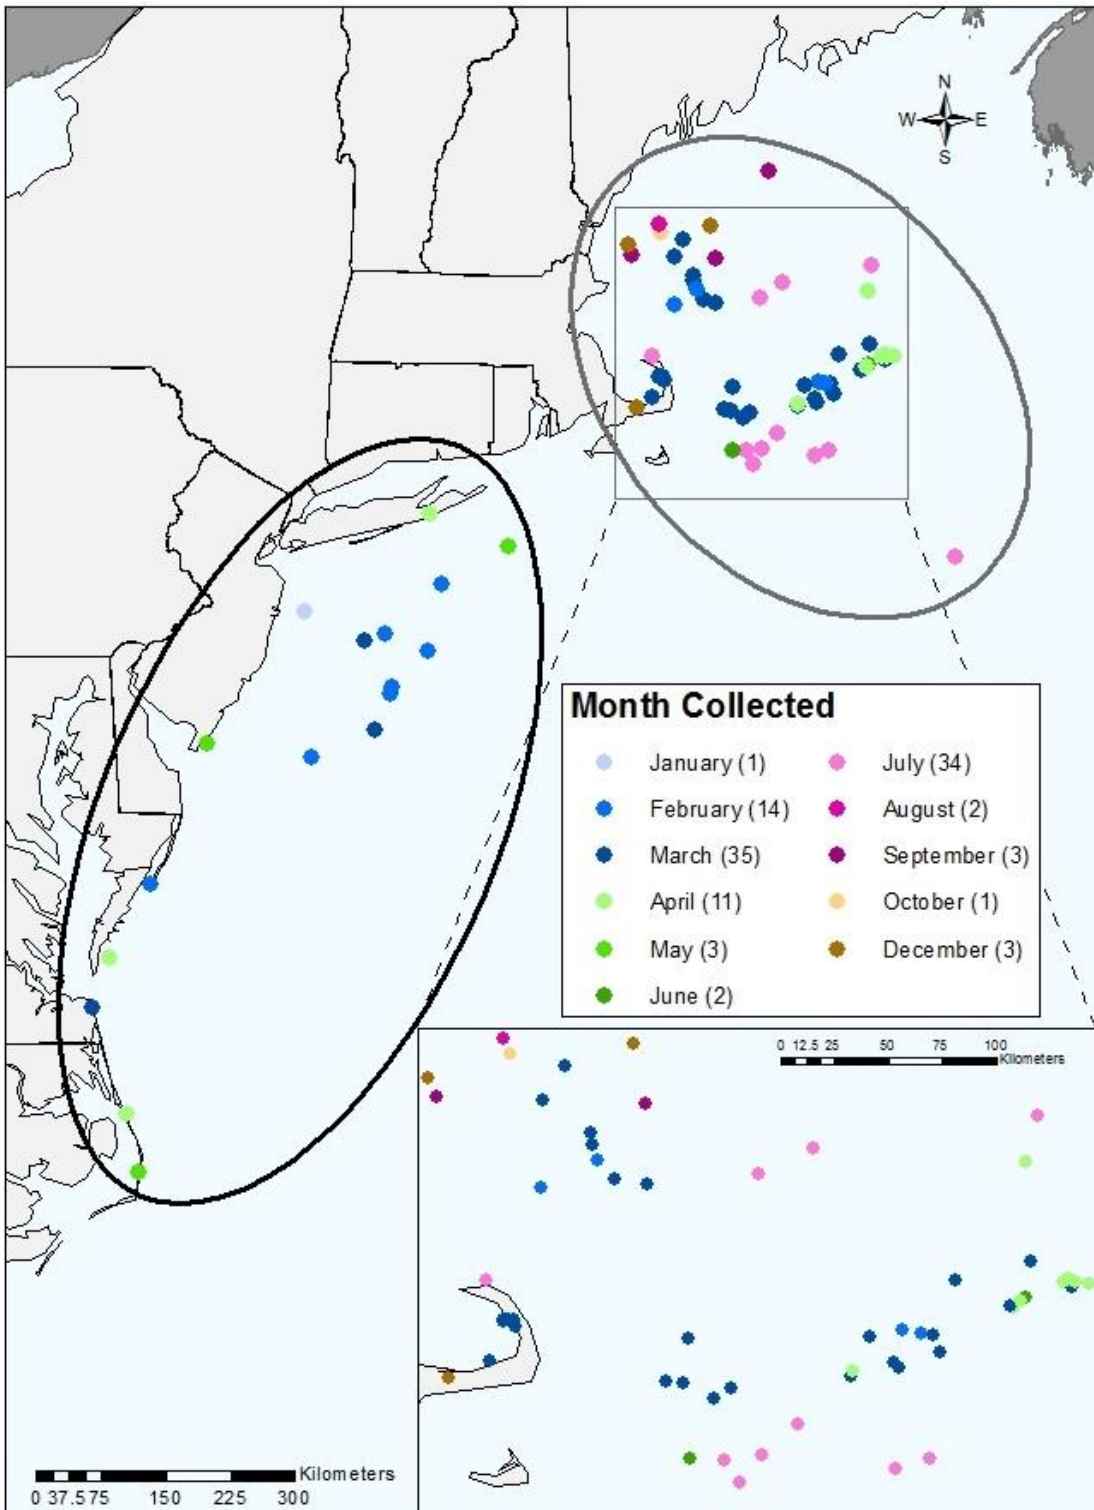 N
W E
S
Month Collected
January (1)
February (14)
March (35)
April (11)
May (3)
June (2)
July (34)
August (2)
September (3)
October (1)
December (3)
0 12.5 25 50 75 100
Kilometers
Kilometers
0 37.5 75 150 225 300